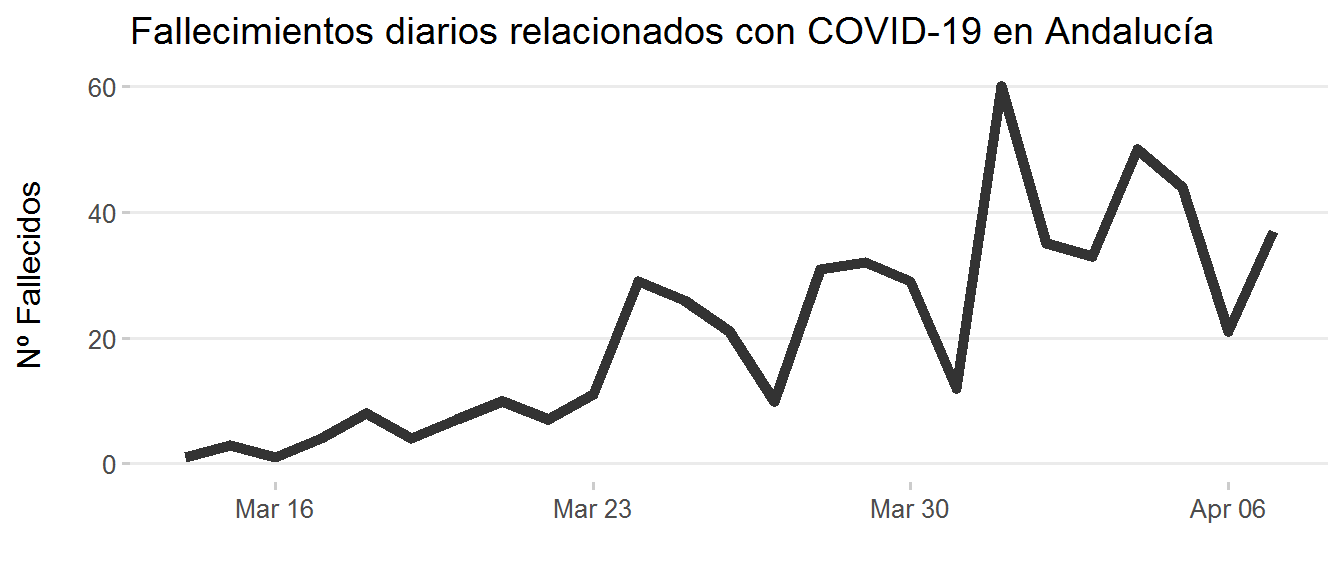 Fallecimientos diarios relacionados con COVID-19 en Andalucía
Nº Fallecidos
60
40
20
0
Mar 16
Mar 23
Mar 30
Apr 06